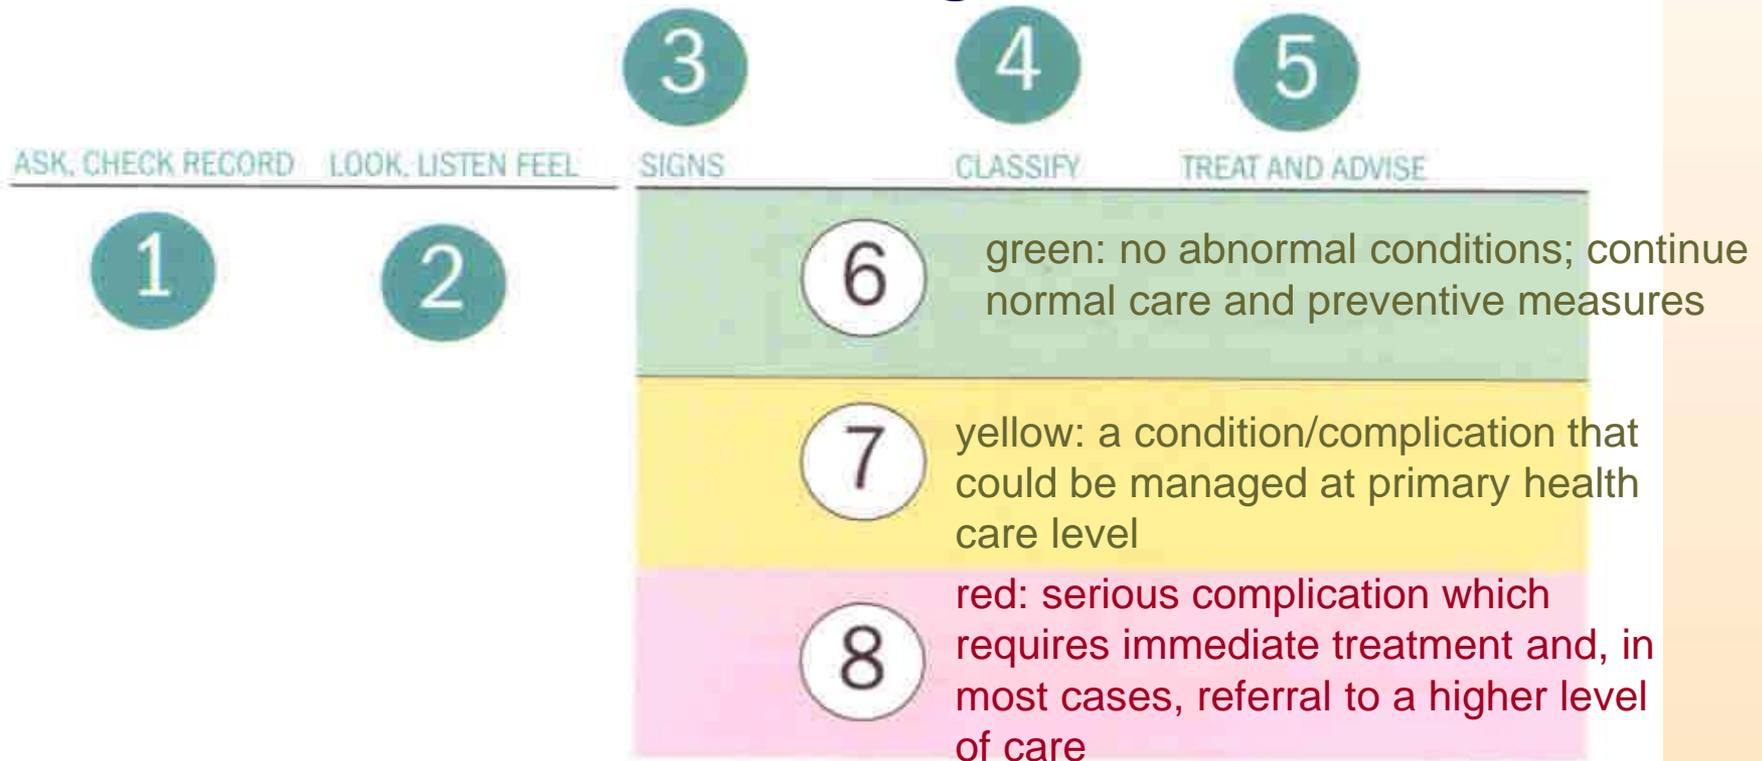 3 4 5
ASK, CHECK RECORD LOOK, LISTEN FEEL SIGNS CLASSIFY TREAT AND ADVISE
1 2
6 green: no abnormal conditions; continue
normal care and preventive measures
7 yellow: a condition/complication that
could be managed at primary health
care level
8 red: serious complication which
requires immediate treatment and, in
most cases, referral to a higher level
of care